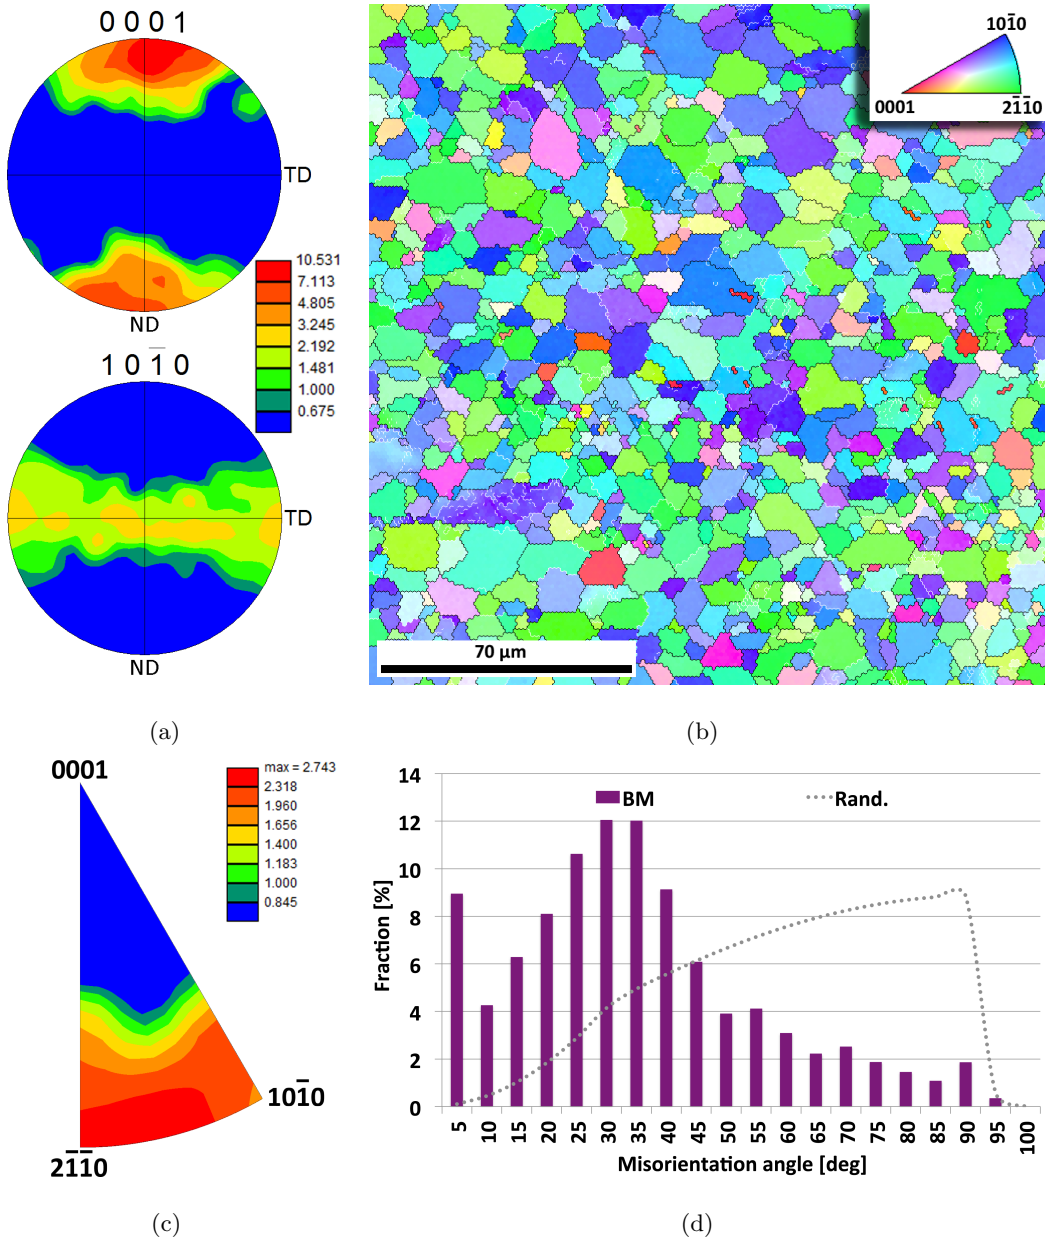 0 0 0 1
TD
ND
10.531
7.113
4.805
3.245
2.192
1.481
1.000
0.675
1 0 1̅ 0
TD
ND
(a)
101̅0
0001
21̅1̅0
70 µm
(b)
0001
max = 2.743
2.318
1.960
1.656
1.400
1.183
1.000
0.845
101̅0
21̅1̅0
(c)
14
12
10
8
6
4
2
0
Fraction [%]
BM
Rand.
5 10 15 20 25 30 35 40 45 50 55 60 65 70 75 80 85 90 95 100
Misorientation angle [deg]
(d)